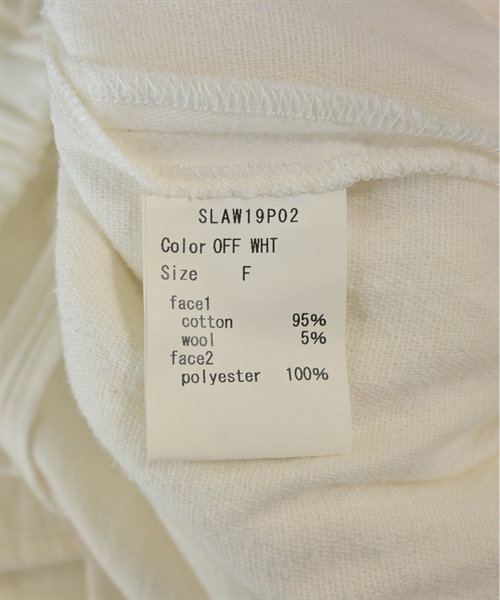 SLAW19P02
Color OFF WHT
Size F
face1
cotton 95%
wool 5%
face2
polyester 100%